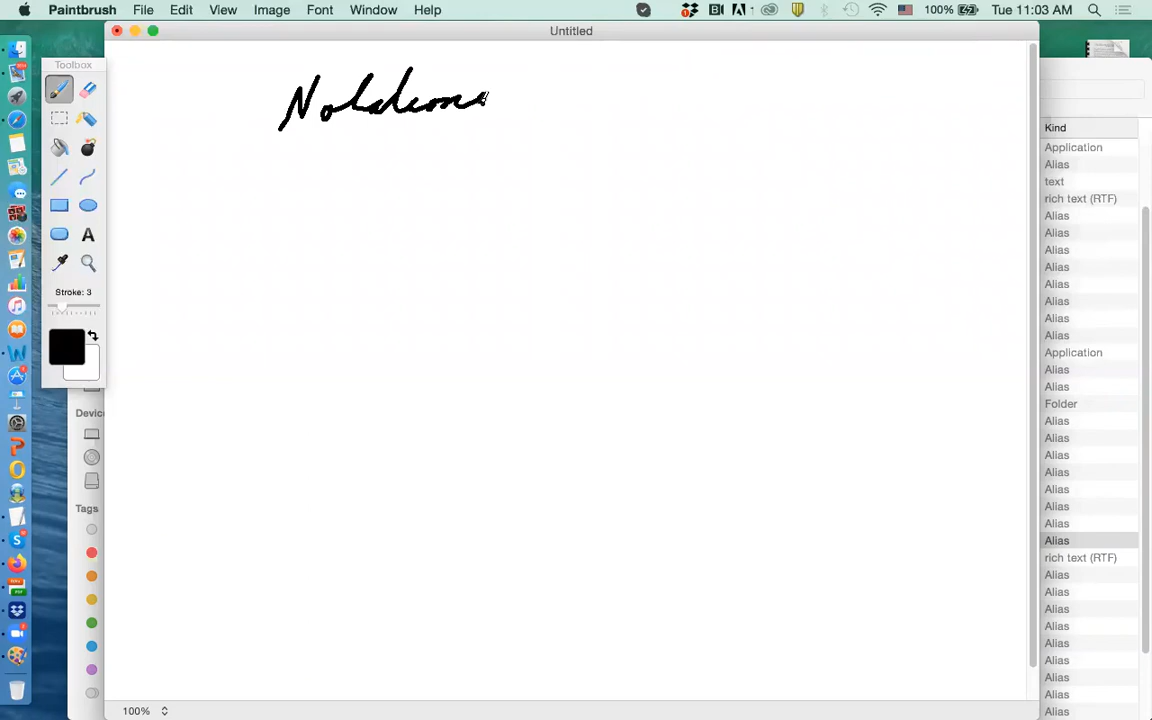 Paintbrush File Edit View Image Font Window Help 100% Tue 11:03 AM
Untitled
Toolbox
Kind
Application
Alias
text
rich text (RTF)
Alias
Alias
Alias
Alias
Alias
Alias
Alias
Alias
Application
Alias
Alias
Folder
Alias
Alias
Alias
Alias
Alias
Alias
Alias
Alias
rich text (RTF)
Alias
Alias
Alias
Alias
Alias
Alias
Alias
Alias
Alias
Stroke: 3
A
Device
Tags
100%